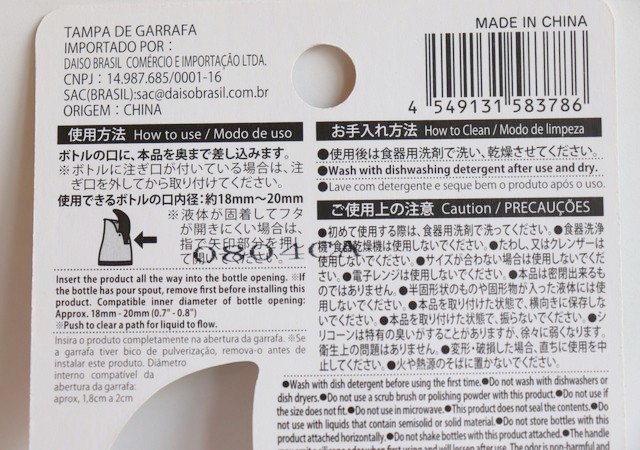 TAMPA DE GARRAFA
IMPORTADO POR：
DAISO BRASIL COMÉRCIO E IMPORTAÇÃO LTDA.
CNPJ：14.987.685/0001-16
SAC(BRASIL):sac@daisobrasil.com.br
ORIGEM：CHINA
MADE IN CHINA
4 549131 583786
使用方法 How to use / Modo de uso
ボトルの口に、本品を奥まで差し込みます。
※ボトルに注ぎ口が付いている場合は、注
ぎ口を外してから取り付けてください。
使用できるボトルの口内径：約18mm～20mm
※液体が固着してフタ
が開きにくい場合は、
指で矢印部分を押し
て開
Insert the product all the way into the bottle opening. ※If
the bottle has pour spout, remove first before installing this
product. Compatible inner diameter of bottle opening:
Approx. 18mm - 20mm (0.7" - 0.8")
※Push to clear a path for liquid to flow.
Insira o produto completamente na abertura da garrafa. ※Se
a garrafa tiver bico de pulverização, remova-o antes de
instalar este produto. Diâmetro
interno compatível da
abertura da garrafa:
aprox, 1,8cm a 2cm
お手入れ方法 How to Clean / Modo de limpeza
●使用後は食器用洗剤で洗い、乾燥させてください。
●Wash with dishwashing detergent after use and dry.
●Lave com detergente e seque bem o produto após o uso.
ご使用上の注意 Caution / PRECAUÇÕES
●初めて使用する際は、食器用洗剤で洗ってください。●食器洗浄
機・食器乾燥機は使用しないでください。●たわし、又はクレンザーは
使用しないでください。●サイズが合わない場合は使用しないでくださ
い。●電子レンジは使用しないでください。●本品は密閉出来るもの
ではありません。●半固形状のものや固形物が入った液体には使用
しないでください。●本品を取り付けた状態で、横向きに保存しな
いでください。●本品を取り付けた状態で、振らないでください。●シ
リコーンは特有の臭いがすることがありますが、徐々に弱くなります。
衛生上の問題はありません。●変形・破損した場合、直ちに使用を中
止してください。●火や熱源のそばに置かないでください。
●Wash with dish detergent before using the first time.●Do not wash with dishwashers or
dish dryers.●Do not use a scrub brush or polishing powder with this product.●Do not use if
the size does not fit.●Do not use in microwave.●This product does not seal the contents.●Do
not use with liquids that contain semisolid or solid material.●Do not store bottles with this
product attached horizontally.●Do not shake bottles with this product attached.●The handle